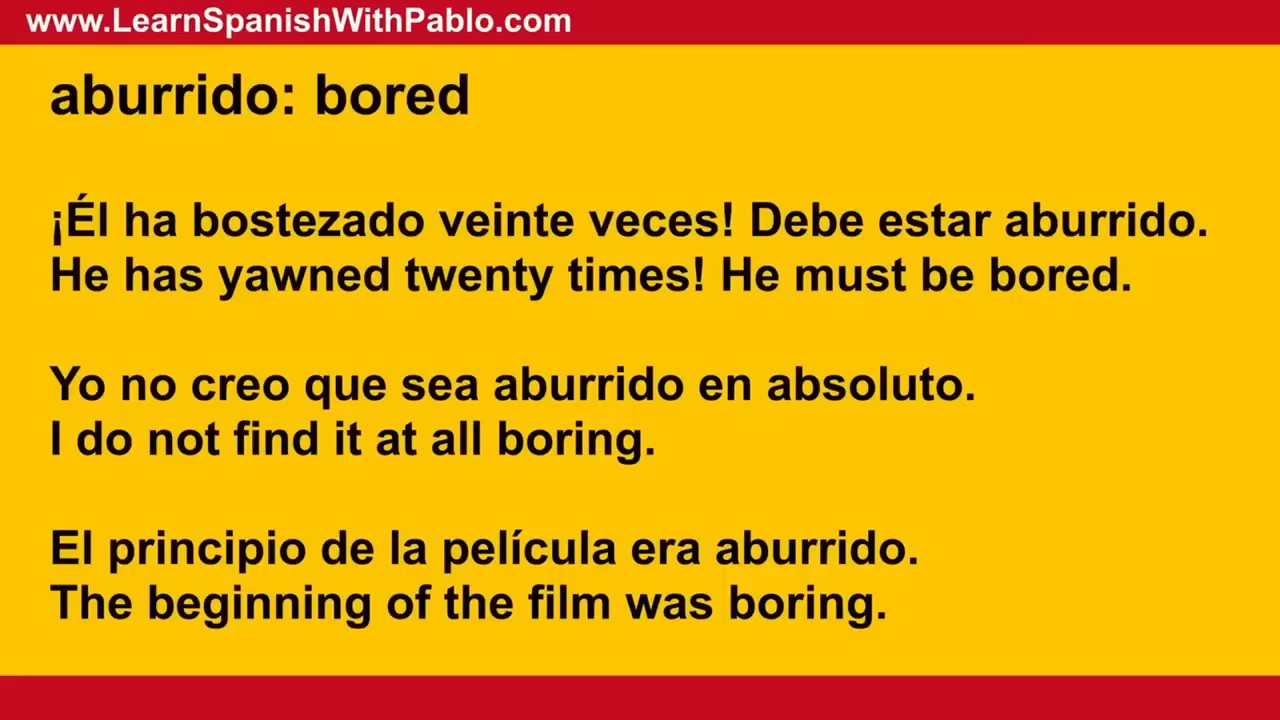 www.LearnSpanishWithPablo.com
aburrido: bored
¡Él ha bostezado veinte veces! Debe estar aburrido.
He has yawned twenty times! He must be bored.
Yo no creo que sea aburrido en absoluto.
I do not find it at all boring.
El principio de la película era aburrido.
The beginning of the film was boring.